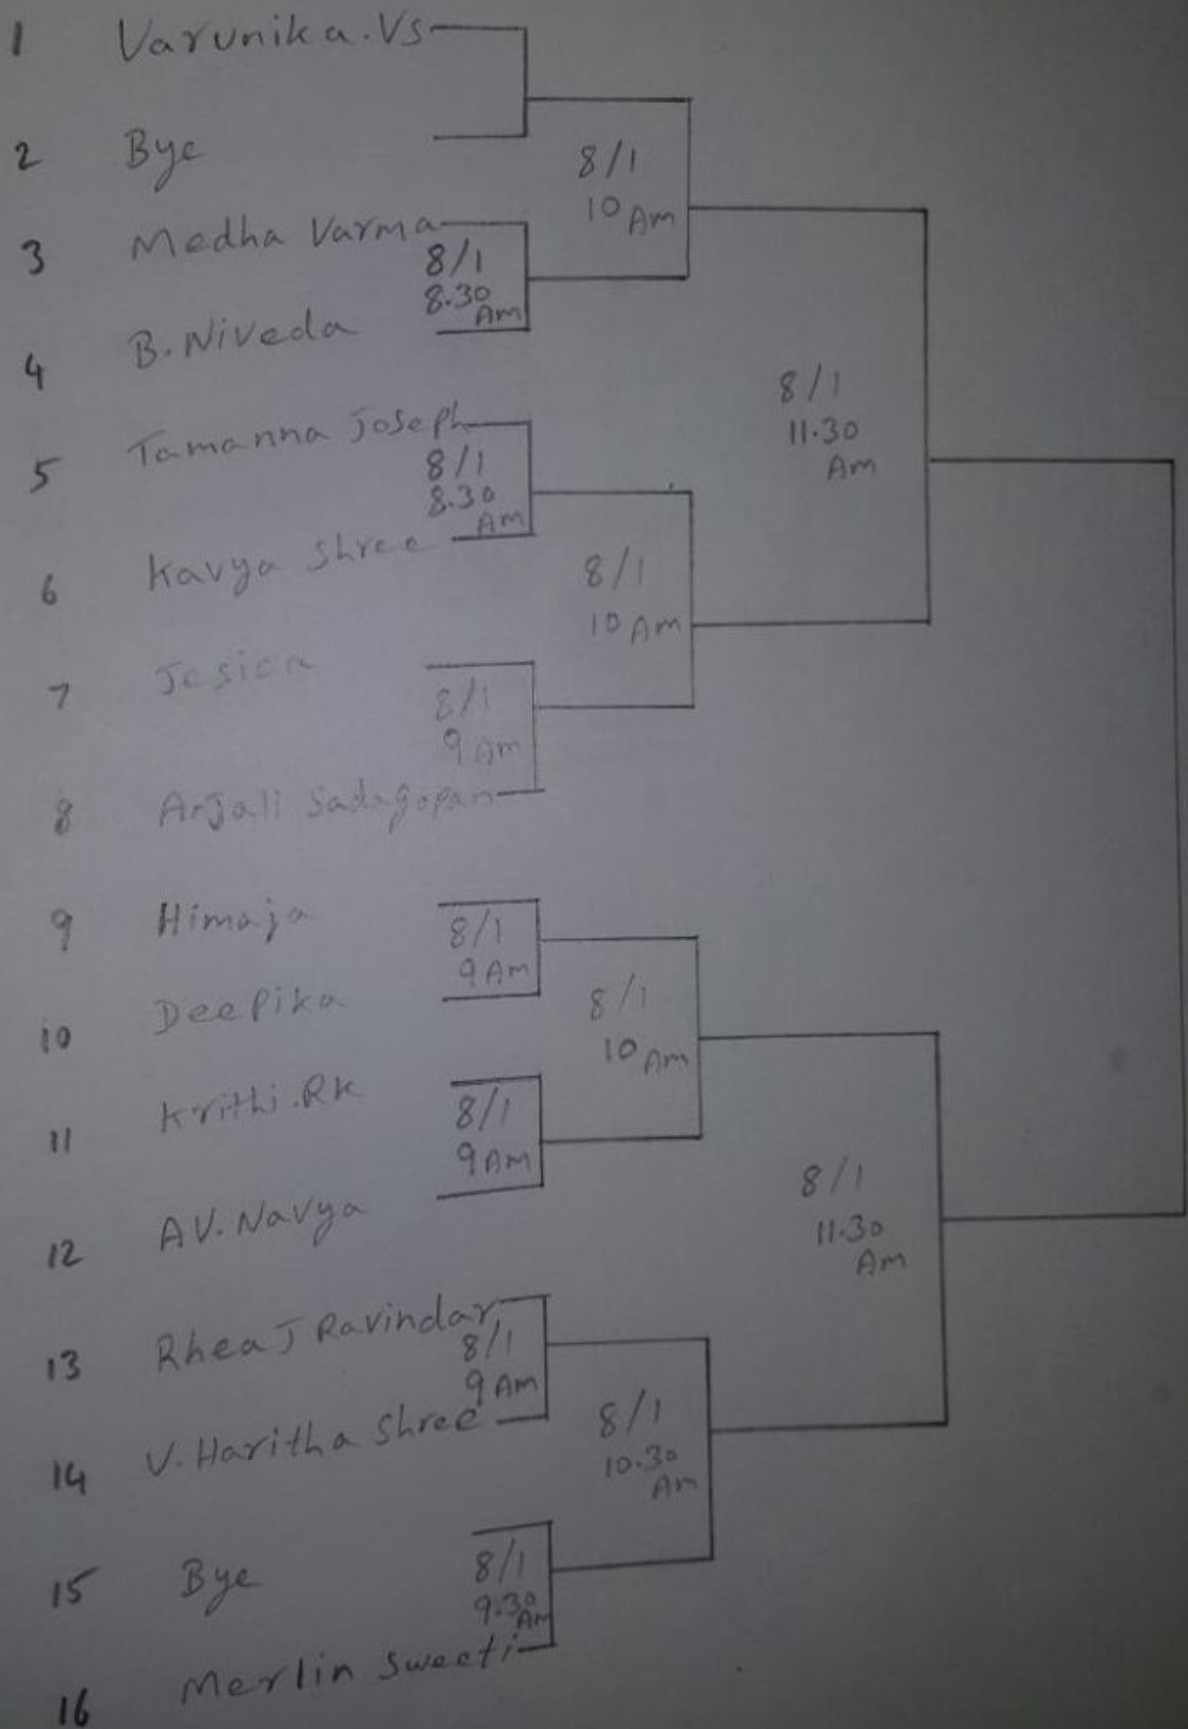 1 Varunika.Vs
2 Bye
8/1
10 Am
3 Medha Varma
8/1
8.30
Am
4 B.Niveda
8/1
11.30
Am
5 Tamanna Joseph
8/1
8.30
Am
6 Kavya Shree
8/1
10 Am
7 Jesica
8/1
9 Am
8 Anjali Sadagopan
9 Himaja
8/1
9 Am
10 Deepika
8/1
10 Am
11 Krithi.Rk
8/1
9 Am
12 AV.Navya
8/1
11.30
Am
13 Rhea J Ravindar
8/1
9 Am
14 V.Haritha Shree
8/1
10.30
Am
15 Bye
8/1
9.30
Am
16 Merlin Sweeti